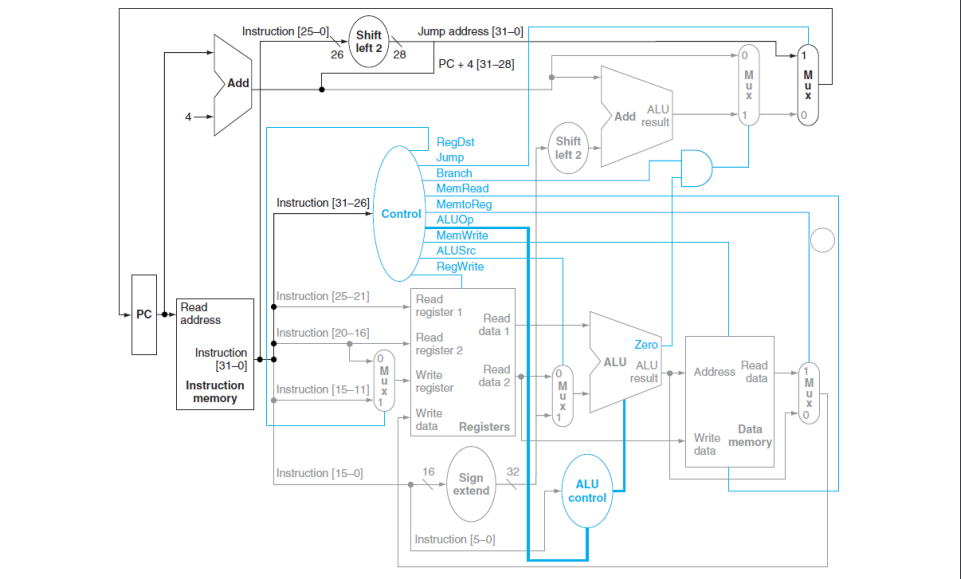 Instruction [25–0]
Shift
left 2
Jump address [31–0]
26
28
PC + 4 [31–28]
Add
4
0
M
u
x
1
1
M
u
x
0
Add
ALU
result
Shift
left 2
RegDst
Jump
Branch
MemRead
MemtoReg
ALUOp
MemWrite
ALUSrc
RegWrite
Instruction [31–26]
Control
PC
Read
address
Instruction
[31–0]
Instruction
memory
Instruction [25–21]
Instruction [20–16]
Instruction [15–11]
0
M
u
x
1
Read
register 1
Read
register 2
Write
register
Write
data
Read
data 1
Read
data 2
Registers
0
M
u
x
1
Zero
ALU
ALU
result
Address
Read
data
Write
data
Data
memory
1
M
u
x
0
Instruction [15–0]
16
Sign
extend
32
ALU
control
Instruction [5–0]